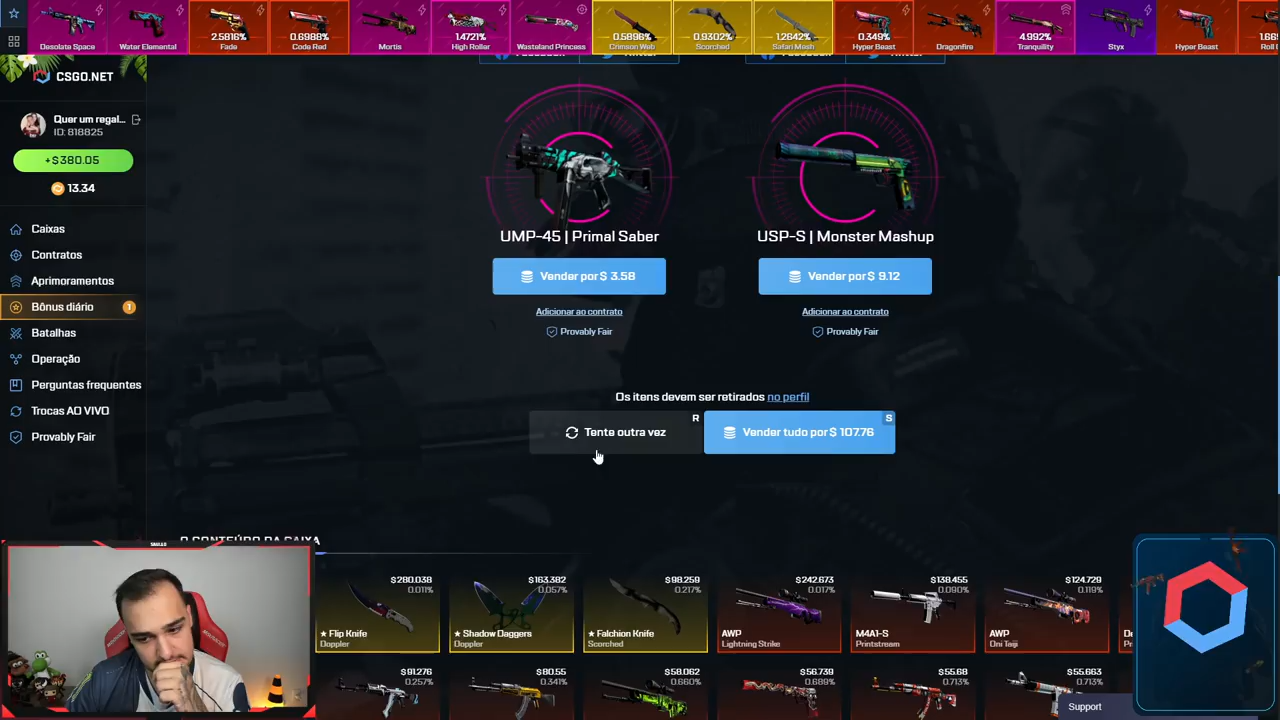 Desolate Space
Water Elemental
2.5816%
Fade
0.6988%
Code Red
Mortis
1.4721%
High Roller
Wasteland Princess
0.5896%
Crimson Web
0.9302%
Scorched
1.2642%
Safari Mesh
0.349%
Hyper Beast
Dragonfire
4.992%
Tranquility
Styx
Hyper Beast
CSGO.NET
Quer um regal...
ID: 818825
+$380.05
13.34
Caixas
Contratos
Aprimoramentos
Bônus diário
1
Batalhas
Operação
Perguntas frequentes
Trocas AO VIVO
Provably Fair
UMP-45 | Primal Saber
USP-S | Monster Mashup
Vender por $ 3.58
Vender por $ 9.12
Adicionar ao contrato
Adicionar ao contrato
Provably Fair
Provably Fair
Os itens devem ser retirados no perfil
Tente outra vez
R
Vender tudo por $ 107.76
S
O CONTEÚDO DA CAIXA
$280.038
0.011%
★ Flip Knife
Doppler
$163.382
0.057%
★ Shadow Daggers
Doppler
$98.259
0.217%
★ Falchion Knife
Scorched
$242.673
0.017%
AWP
Lightning Strike
$138.455
0.090%
M4A1-S
Printstream
$124.729
0.119%
AWP
Oni Taiji
$91.276
0.257%
$80.55
0.341%
$58.062
0.660%
$56.739
0.689%
$55.68
0.713%
$55.663
0.713%
Support